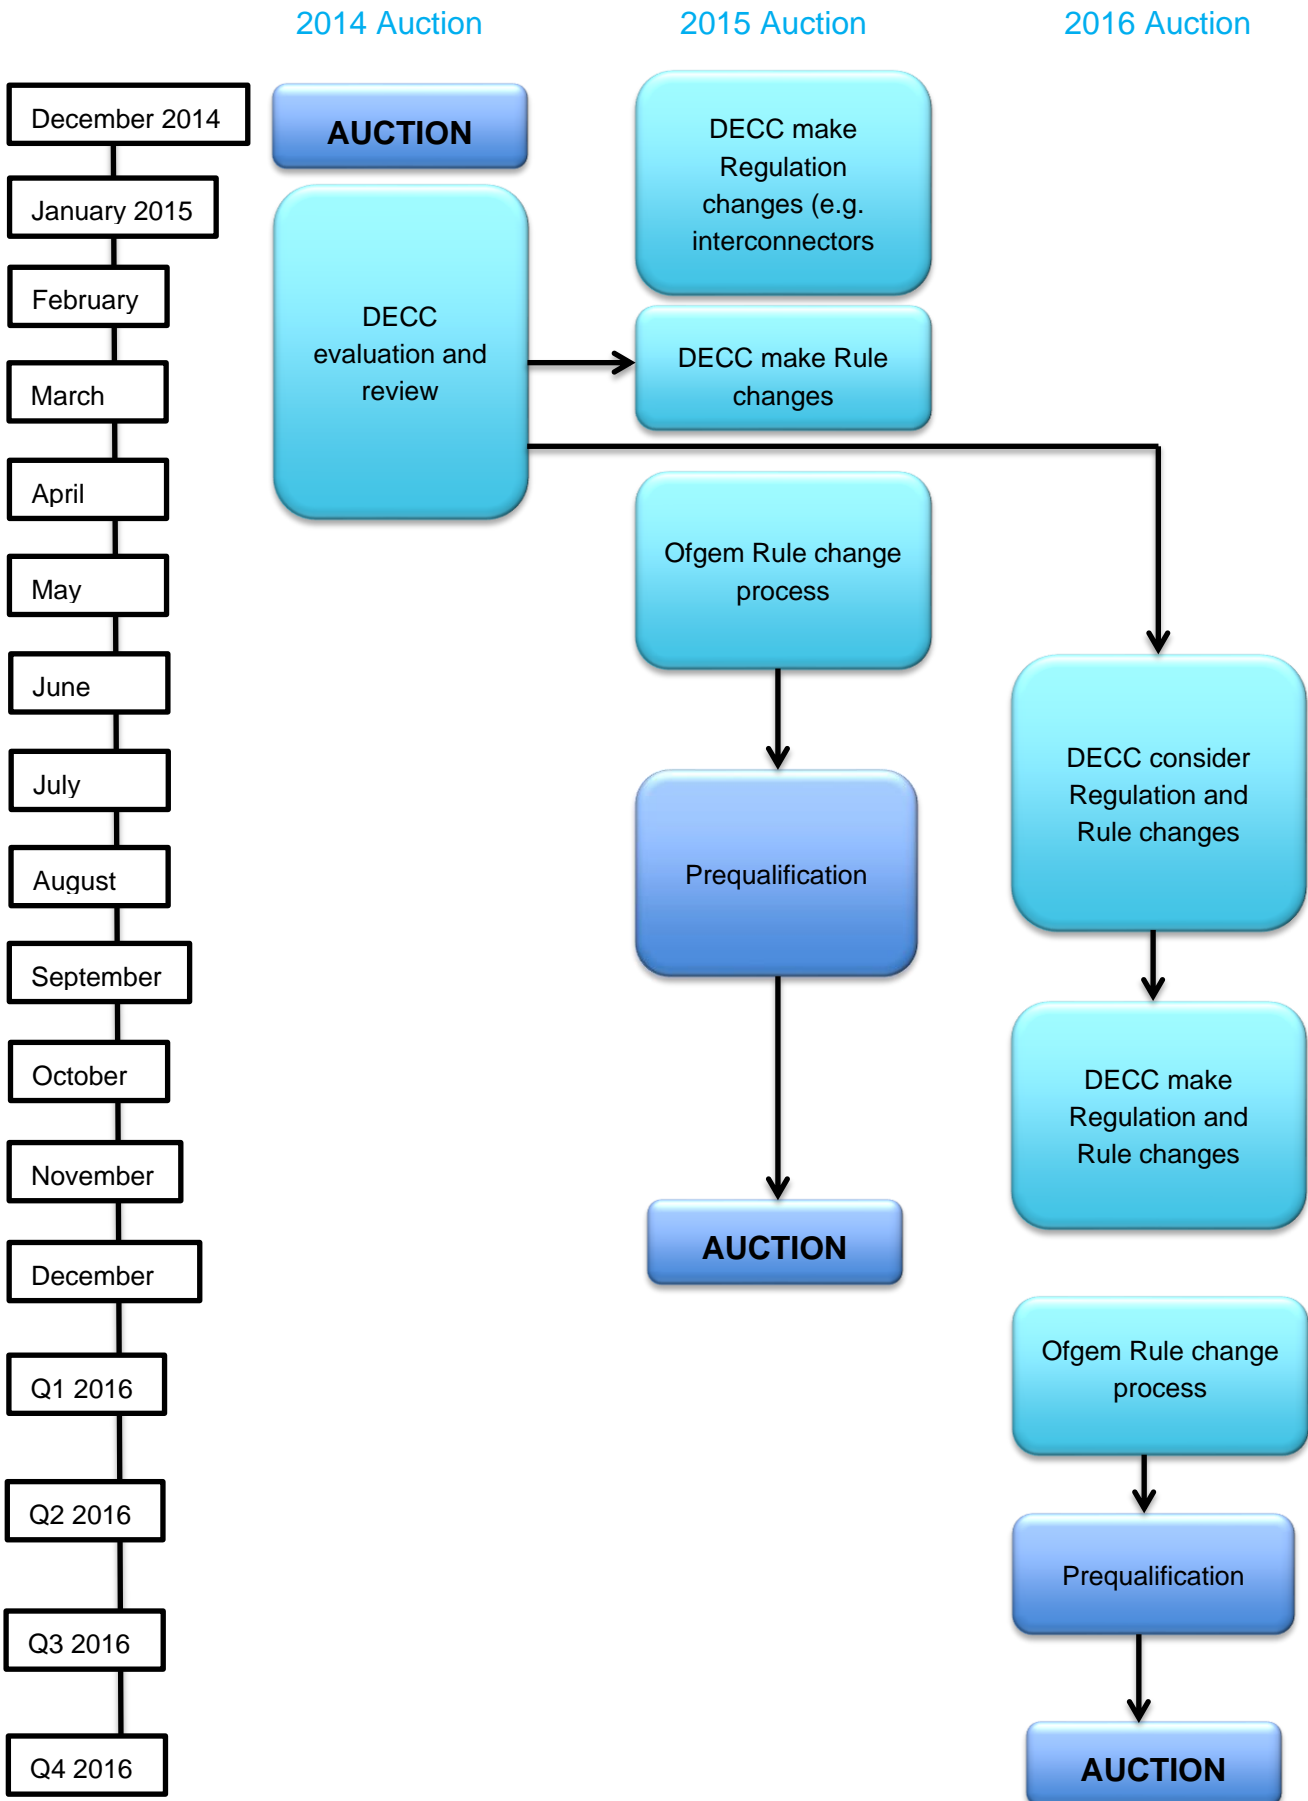 2014 Auction
2015 Auction
2016 Auction
December 2014
January 2015
February
March
April
May
June
July
August
September
October
November
December
Q1 2016
Q2 2016
Q3 2016
Q4 2016
AUCTION
DECC
evaluation and
review
DECC make
Regulation
changes (e.g.
interconnectors
DECC make Rule
changes
Ofgem Rule change
process
Prequalification
AUCTION
DECC consider
Regulation and
Rule changes
DECC make
Regulation and
Rule changes
Ofgem Rule change
process
Prequalification
AUCTION